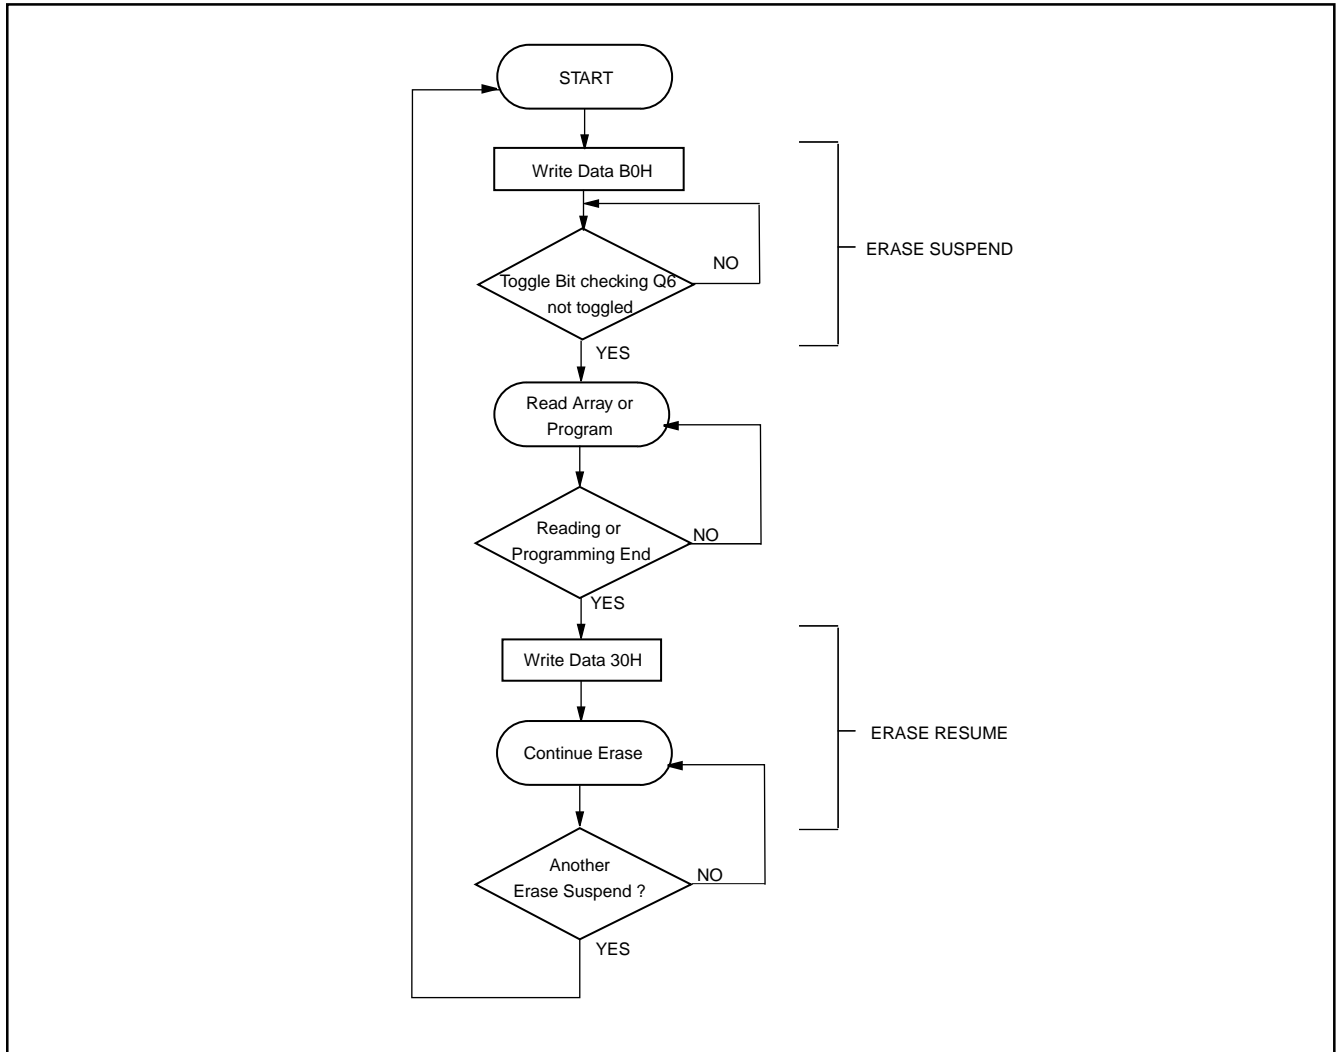 START
Write Data B0H
ERASE SUSPEND
NO
Toggle Bit checking Q6
not toggled
YES
Read Array or
Program
Reading or
NO
Programming End
YES
Write Data 30H
ERASE RESUME
Continue Erase
Another
NO
Erase Suspend ?
YES